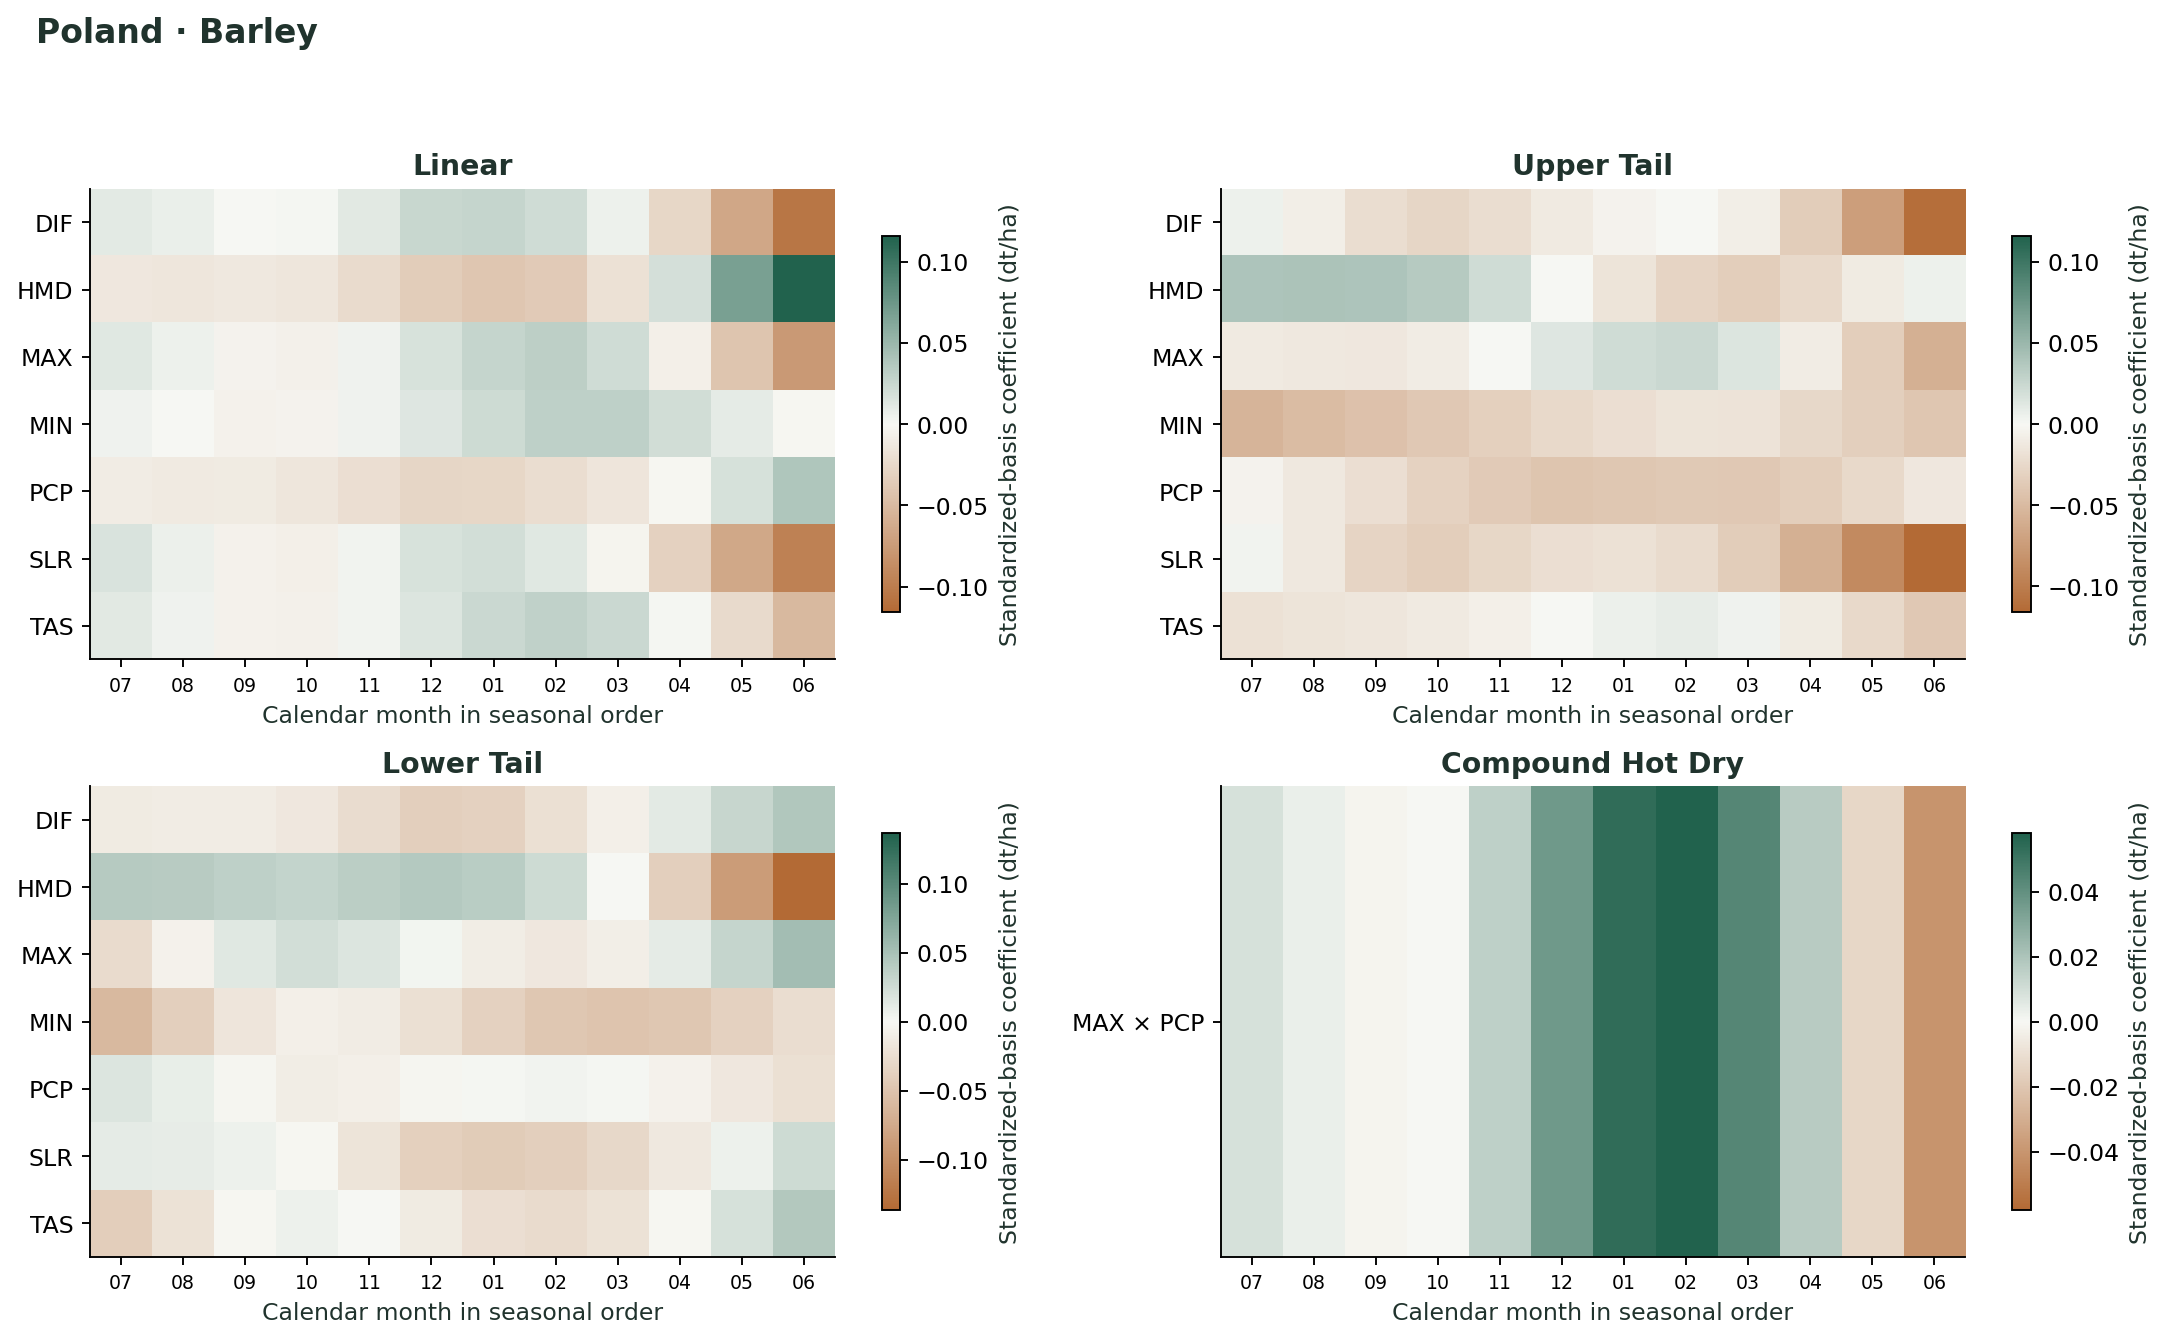 Poland · Barley
Linear
DIF
HMD
MAX
MIN
PCP
SLR
TAS
07 08 09 10 11 12 01 02 03 04 05 06
Calendar month in seasonal order
0.10
0.05
0.00
−0.05
−0.10
Standardized-basis coefficient (dt/ha)
Upper Tail
DIF
HMD
MAX
MIN
PCP
SLR
TAS
07 08 09 10 11 12 01 02 03 04 05 06
Calendar month in seasonal order
0.10
0.05
0.00
−0.05
−0.10
Standardized-basis coefficient (dt/ha)
Lower Tail
DIF
HMD
MAX
MIN
PCP
SLR
TAS
07 08 09 10 11 12 01 02 03 04 05 06
Calendar month in seasonal order
0.10
0.05
0.00
−0.05
−0.10
Standardized-basis coefficient (dt/ha)
Compound Hot Dry
MAX × PCP
07 08 09 10 11 12 01 02 03 04 05 06
Calendar month in seasonal order
0.04
0.02
0.00
−0.02
−0.04
Standardized-basis coefficient (dt/ha)